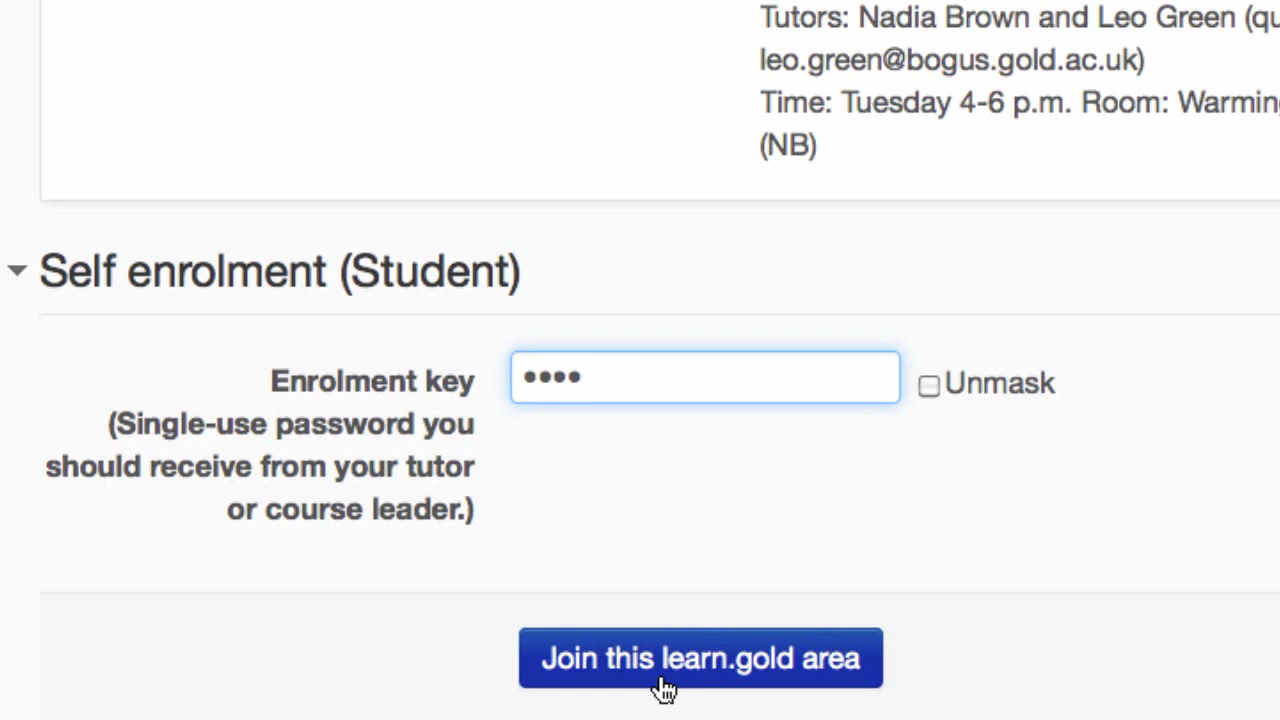 Tutors: Nadia Brown and Leo Green (qu
leo.green@bogus.gold.ac.uk)
Time: Tuesday 4-6 p.m. Room: Warming
(NB)
Self enrolment (Student)
Enrolment key
(Single-use password you
should receive from your tutor
or course leader.)
••••
Unmask
Join this learn.gold area